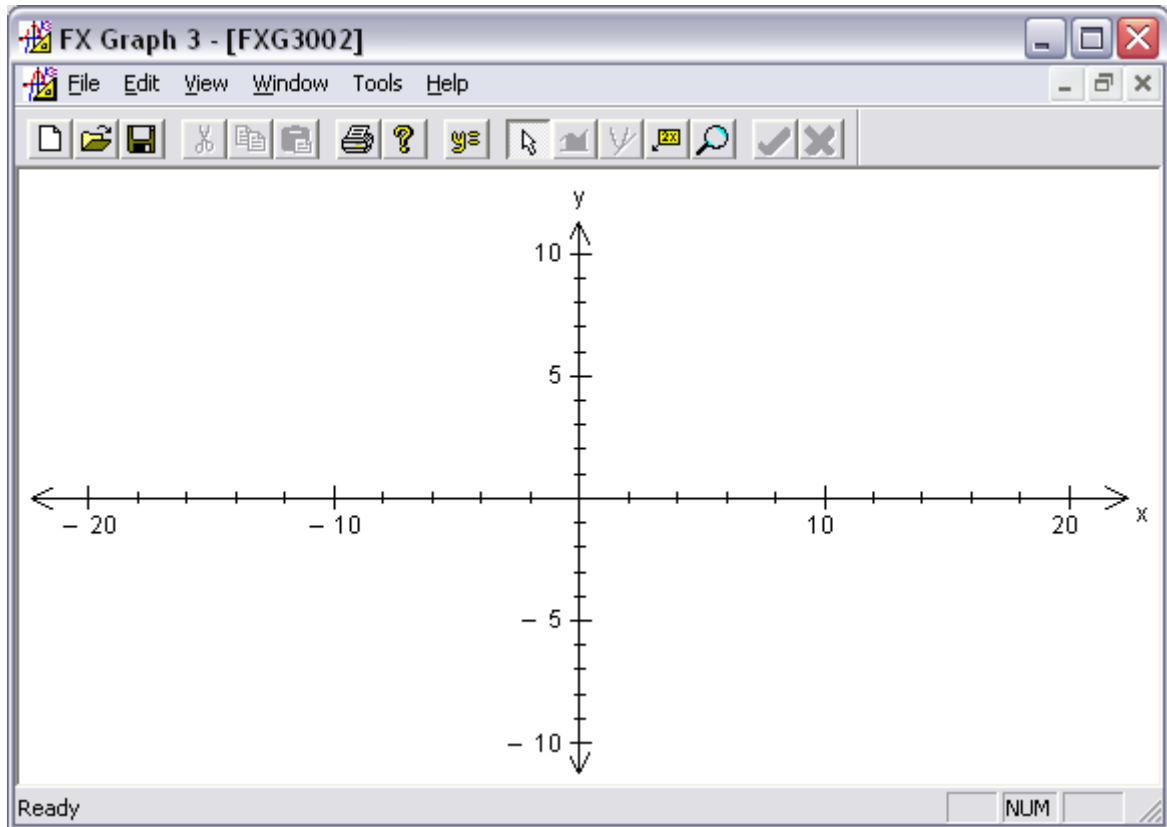 FX Graph 3 - [FXG3002]
File Edit View Window Tools Help
y= 2x
y
10
5
– 20 – 10 10 20 x
– 5
– 10
Ready NUM